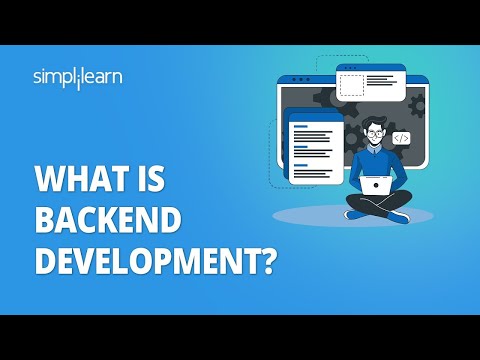 simplilearn
WHAT IS
BACKEND
DEVELOPMENT?
</>